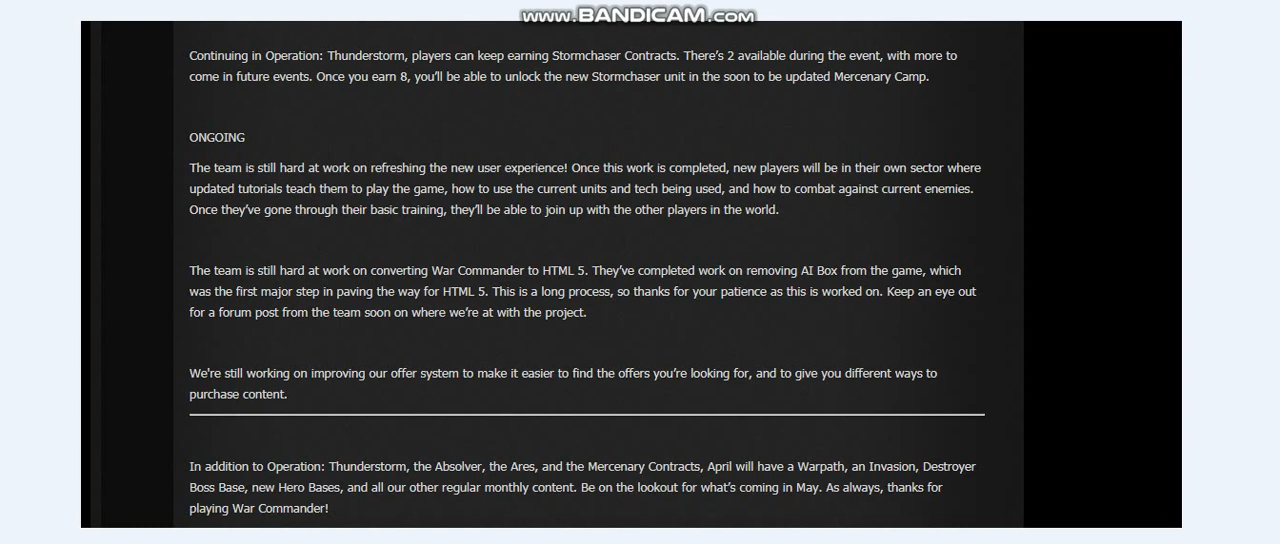 www.BANDICAM.com
Continuing in Operation: Thunderstorm, players can keep earning Stormchaser Contracts. There's 2 available during the event, with more to
come in future events. Once you earn 8, you'll be able to unlock the new Stormchaser unit in the soon to be updated Mercenary Camp.
ONGOING
The team is still hard at work on refreshing the new user experience! Once this work is completed, new players will be in their own sector where
updated tutorials teach them to play the game, how to use the current units and tech being used, and how to combat against current enemies.
Once they've gone through their basic training, they'll be able to join up with the other players in the world.
The team is still hard at work on converting War Commander to HTML 5. They've completed work on removing AI Box from the game, which
was the first major step in paving the way for HTML 5. This is a long process, so thanks for your patience as this is worked on. Keep an eye out
for a forum post from the team soon on where we're at with the project.
We're still working on improving our offer system to make it easier to find the offers you're looking for, and to give you different ways to
purchase content.
In addition to Operation: Thunderstorm, the Absolver, the Ares, and the Mercenary Contracts, April will have a Warpath, an Invasion, Destroyer
Boss Base, new Hero Bases, and all our other regular monthly content. Be on the lookout for what's coming in May. As always, thanks for
playing War Commander!